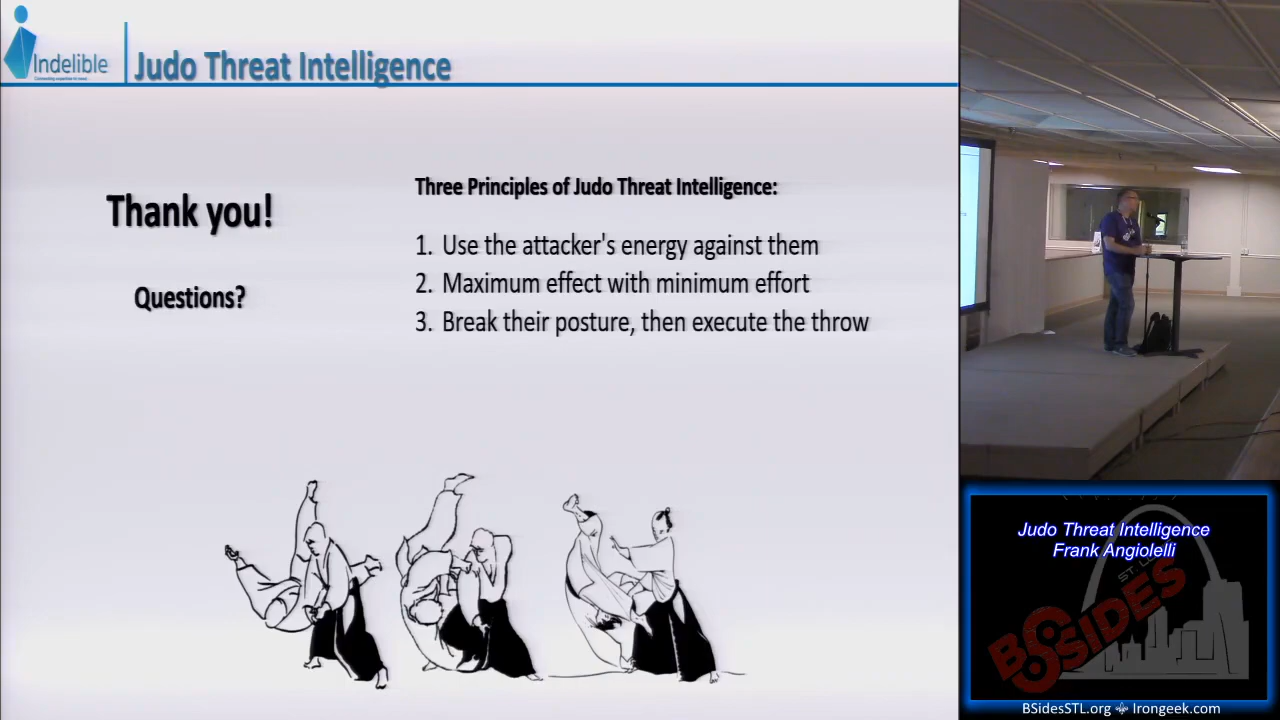 Indelible
Judo Threat Intelligence
Thank you!
Questions?
Three Principles of Judo Threat Intelligence:
1. Use the attacker's energy against them
2. Maximum effect with minimum effort
3. Break their posture, then execute the throw
Judo Threat Intelligence
Frank Angiolelli
BSIDES
BSidesSTL.org Irongeek.com